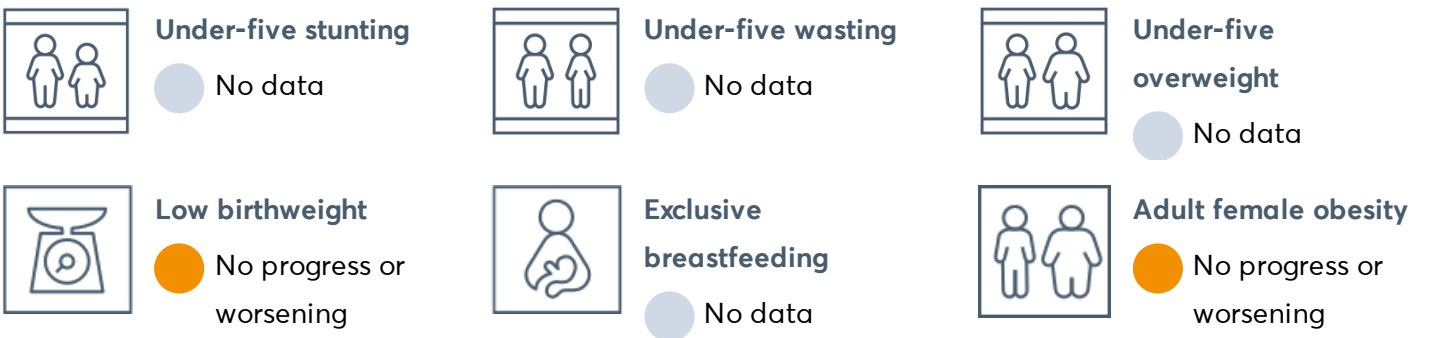 Under-five stunting
No data
Under-five wasting
No data
Under-five
overweight
No data
Low birthweight
No progress or
worsening
Exclusive
breastfeeding
No data
Adult female obesity
No progress or
worsening